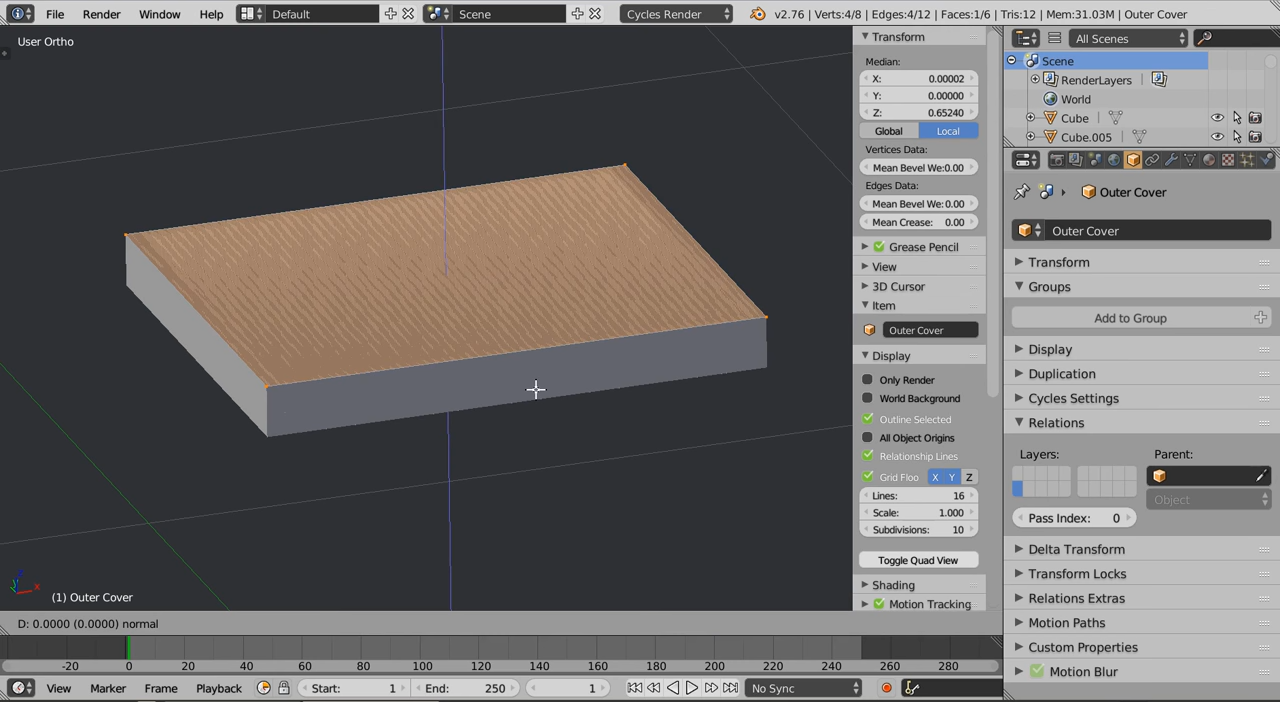 File Render Window Help Default Scene Cycles Render v2.76 | Verts:4/8 | Edges:4/12 | Faces:1/6 | Tris:12 | Mem:31.03M | Outer Cover
User Ortho
(1) Outer Cover
D: 0.0000 (0.0000) normal
Transform
Median:
X: 0.00002
Y: 0.00000
Z: 0.65240
Global Local
Vertices Data:
Mean Bevel We:0.00
Edges Data:
Mean Bevel We:0.00
Mean Crease: 0.00
Grease Pencil
View
3D Cursor
Item
Outer Cover
Display
Only Render
World Background
Outline Selected
All Object Origins
Relationship Lines
Grid Floo X Y Z
Lines: 16
Scale: 1.000
Subdivisions: 10
Toggle Quad View
Shading
Motion Tracking
All Scenes
Scene
RenderLayers |
World
Cube |
Cube.005 |
Outer Cover
Outer Cover
Transform
Groups
Add to Group
Display
Duplication
Cycles Settings
Relations
Layers: Parent:
Object
Pass Index: 0
Delta Transform
Transform Locks
Relations Extras
Motion Paths
Custom Properties
Motion Blur
-20 0 20 40 60 80 100 120 140 160 180 200 220 240 260 280
View Marker Frame Playback Start: 1 End: 250 1 No Sync